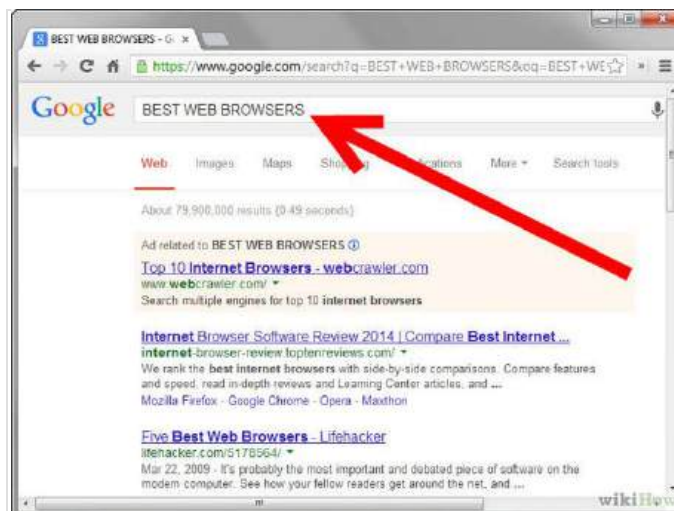 BEST WEB BROWSERS - G
https://www.google.com/search?q=BEST+WEB+BROWSERS&oq=BEST+WE
Google
BEST WEB BROWSERS
Web Images Maps More Search tools
About 79,900,000 results (0.49 seconds)
Ad related to BEST WEB BROWSERS
Top 10 Internet Browsers - webcrawler.com
www.webcrawler.com/
Search multiple engines for top 10 internet browsers
Internet Browser Software Review 2014 | Compare Best Internet ...
internet-browser-review.toptenreviews.com/
We rank the best internet browsers with side-by-side comparisons. Compare features
and speed, read in-depth reviews and Learning Center articles, and ...
Mozilla Firefox - Google Chrome - Opera - Maxthon
Five Best Web Browsers - Lifehacker
lifehacker.com/5178564/
Mar 22, 2009 - It's probably the most important and debated piece of software on the
modern computer. See how your fellow readers get around the net, and ...
wikiHow